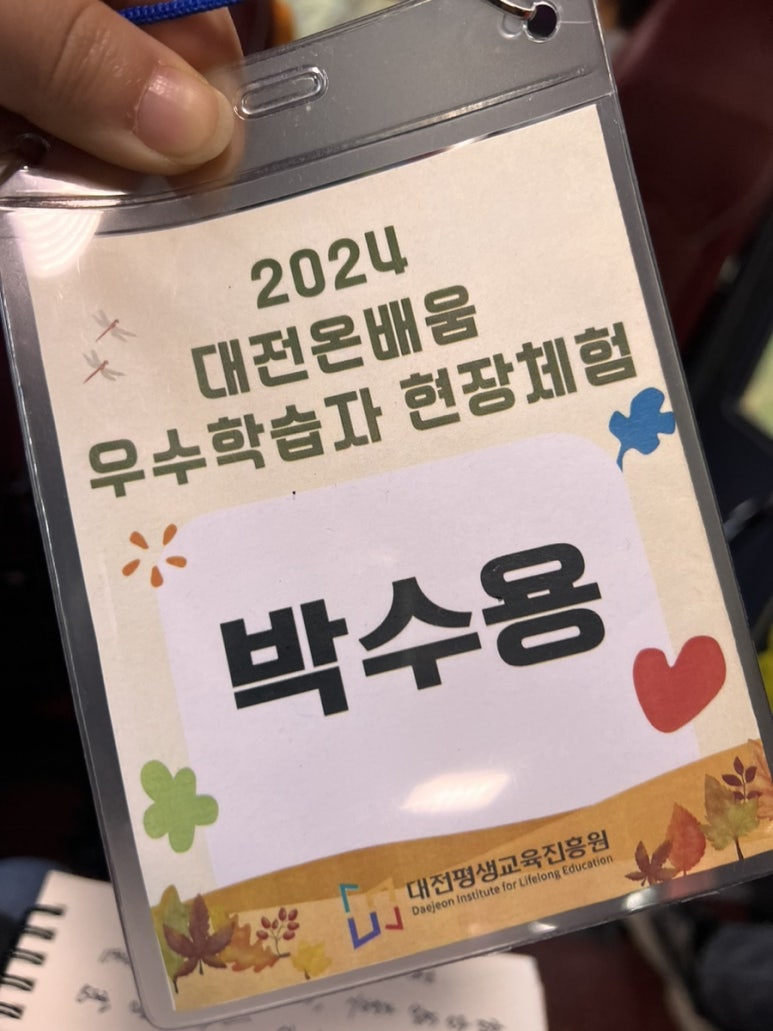 2024
대전온배움
우수학습자 현장체험
박수용
대전평생교육진흥원
Daejeon Institute for Lifelong Education